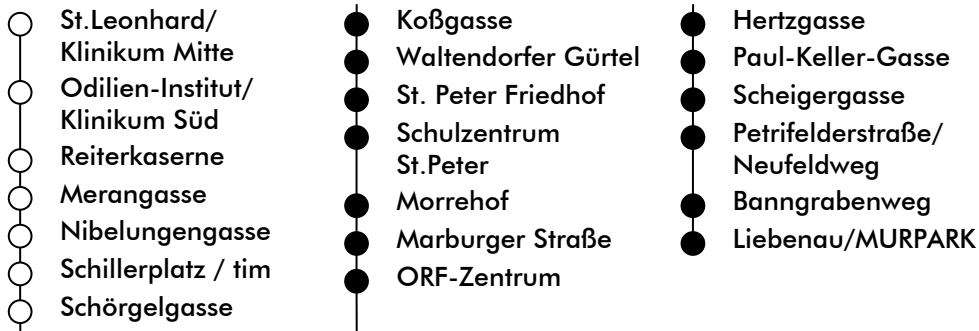 St.Leonhard/
Klinikum Mitte
Odilien-Institut/
Klinikum Süd
Reiterkaserne
Merangasse
Nibelungengasse
Schillerplatz / tim
Schörgelgasse
Koßgasse
Waltendorfer Gürtel
St. Peter Friedhof
Schulzentrum
St.Peter
Morrehof
Marburger Straße
ORF-Zentrum
Hertzgasse
Paul-Keller-Gasse
Scheigergasse
Petrifelderstraße/
Neufeldweg
Banngrabenweg
Liebenau/MURPARK